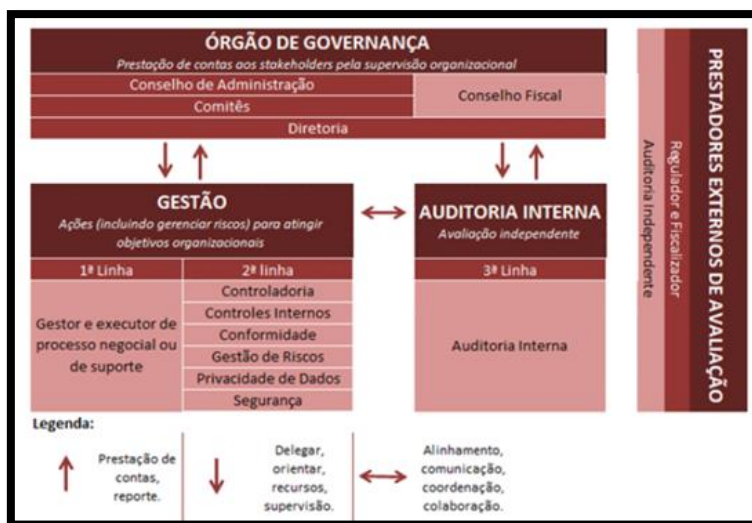 ÓRGÃO DE GOVERNANÇA
Prestação de contas aos stakeholders pela supervisão organizacional
Conselho de Administração
Comitês
Conselho Fiscal
Diretoria
GESTÃO
Ações (incluindo gerenciar riscos) para atingir
objetivos organizacionais
1ª Linha
2ª linha
Gestor e executor de
processo negocial ou
de suporte
Controladoria
Controles Internos
Conformidade
Gestão de Riscos
Privacidade de Dados
Segurança
AUDITORIA INTERNA
Avaliação independente
3ª Linha
Auditoria Interna
Auditoria Independente
Regulador e Fiscalizador
PRESTADORES EXTERNOS DE AVALIAÇÃO
Legenda:
Prestação de
contas,
reporte.
Delegar,
orientar,
recursos,
supervisão.
Alinhamento,
comunicação,
coordenação,
colaboração.